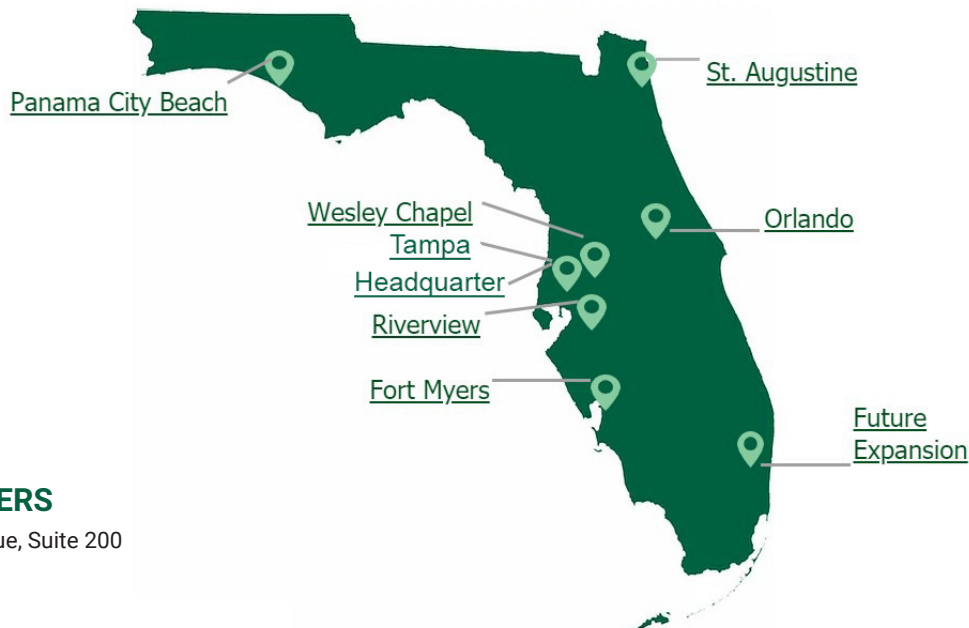 St. Augustine
Panama City Beach
Wesley Chapel
Orlando
Tampa
Headquarter
Riverview
Fort Myers
Future
Expansion
ERS
ue, Suite 200